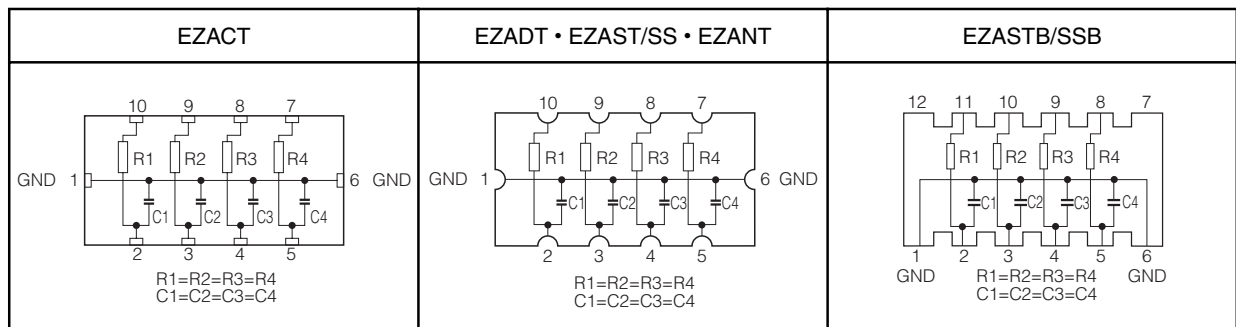 EZACT
EZADT • EZAST/SS • EZANT
EZASTB/SSB
10 9 8 7
R1 R2 R3 R4
GND 1 6 GND
C1 C2 C3 C4
2 3 4 5
R1=R2=R3=R4
C1=C2=C3=C4
10 9 8 7
R1 R2 R3 R4
GND 1 6 GND
C1 C2 C3 C4
2 3 4 5
R1=R2=R3=R4
C1=C2=C3=C4
12 11 10 9 8 7
R1 R2 R3 R4
C1 C2 C3 C4
1 2 3 4 5 6
GND R1=R2=R3=R4 GND
C1=C2=C3=C4